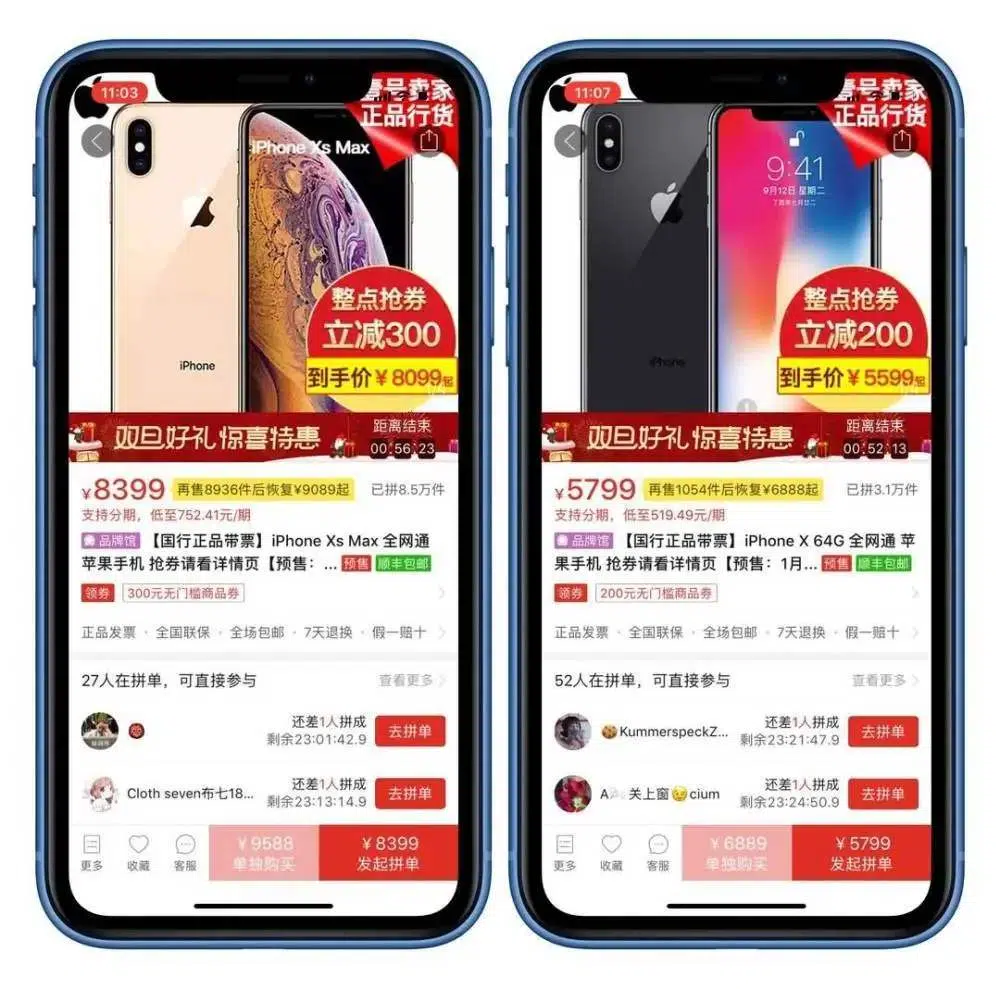 11:03
壹号卖家
正品行货
iPhone Xs Max
整点抢券
立减300
iPhone
到手价¥8099起
双旦好礼 惊喜特惠
距离结束
00:56:23
¥8399 再售8936件后恢复¥9089起 已拼8.5万件
支持分期，低至752.41元/期
品牌馆 【国行正品带票】iPhone Xs Max 全网通
苹果手机 抢券请看详情页【预售：... 预售 顺丰包邮
领券 300元无门槛商品券
正品发票 · 全国联保 · 全场包邮 · 7天退换 · 假一赔十
27人在拼单，可直接参与 查看更多
还差1人拼成
剩余23:01:42.9
去拼单
Cloth seven布七18...
还差1人拼成
剩余23:13:14.9
去拼单
更多
收藏
客服
¥9588
单独购买
¥8399
发起拼单
11:07
壹号卖家
正品行货
9:41
9月12日 星期二
丁酉年七月廿二
整点抢券
立减200
iPhone
到手价¥5599起
双旦好礼 惊喜特惠
距离结束
00:52:13
¥5799 再售1054件后恢复¥6888起 已拼3.1万件
支持分期，低至519.49元/期
品牌馆 【国行正品带票】iPhone X 64G 全网通 苹
果手机 抢券请看详情页【预售：1月... 预售 顺丰包邮
领券 200元无门槛商品券
正品发票 · 全国联保 · 全场包邮 · 7天退换 · 假一赔十
52人在拼单，可直接参与 查看更多
🍪KummerspeckZ...
还差1人拼成
剩余23:21:47.9
去拼单
关上窗😉cium
还差1人拼成
剩余23:24:50.9
去拼单
更多
收藏
客服
¥6889
单独购买
¥5799
发起拼单